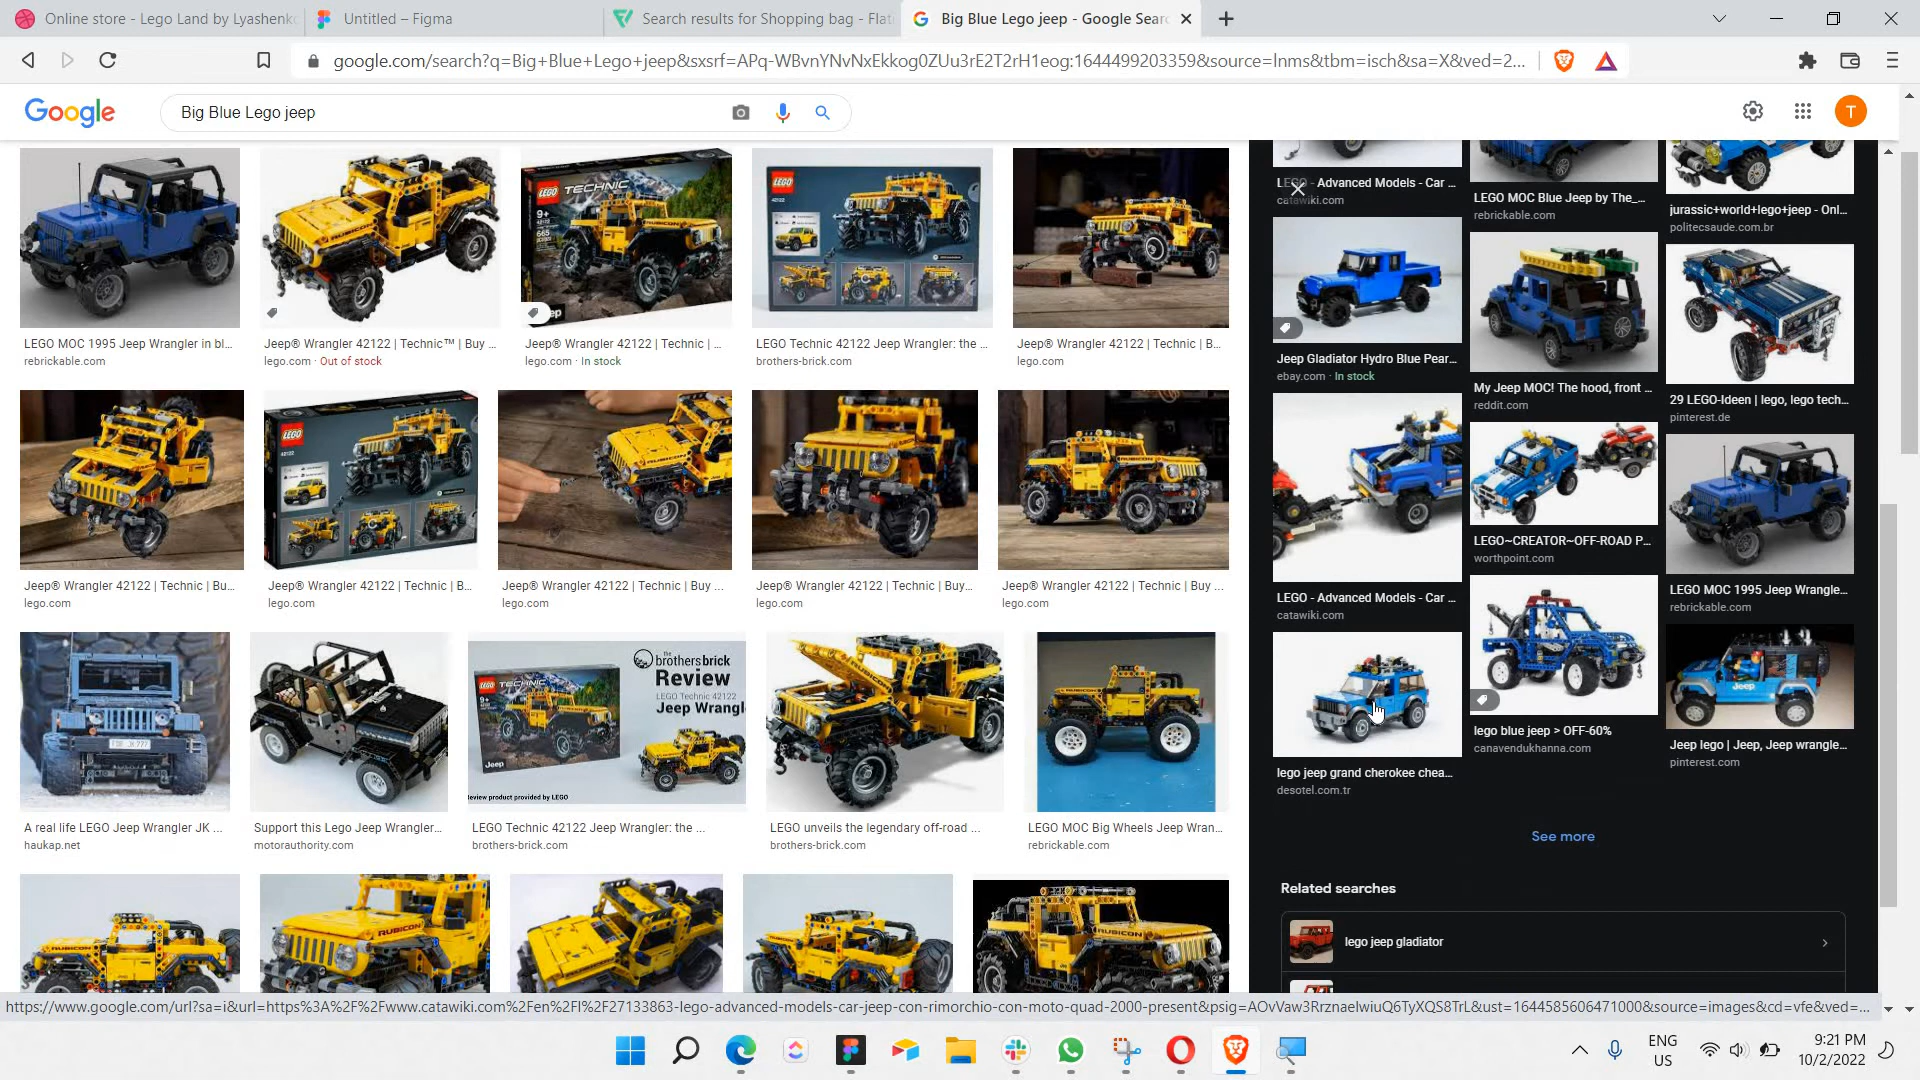 Online store - Lego Land by Lyashenk
Untitled – Figma
Search results for Shopping bag - Flat
Big Blue Lego jeep - Google Sear
google.com/search?q=Big+Blue+Lego+jeep&sxsrf=APq-WBvnYNvNxEkkog0ZUu3rE2T2rH1eog:1644499203359&source=lnms&tbm=isch&sa=X&ved=2...
Google
Big Blue Lego jeep
T
LEGO MOC 1995 Jeep Wrangler in bl...
rebrickable.com
Jeep® Wrangler 42122 | Technic™ | Buy ...
lego.com · Out of stock
Jeep® Wrangler 42122 | Technic | ...
lego.com · In stock
LEGO Technic 42122 Jeep Wrangler: the ...
brothers-brick.com
Jeep® Wrangler 42122 | Technic | B...
lego.com
Jeep® Wrangler 42122 | Technic | Bu...
lego.com
Jeep® Wrangler 42122 | Technic | B...
lego.com
Jeep® Wrangler 42122 | Technic | Buy ...
lego.com
Jeep® Wrangler 42122 | Technic | Buy...
lego.com
Jeep® Wrangler 42122 | Technic | Buy ...
lego.com
the
brothersbrick
Review
LEGO Technic 42122
Jeep Wrangl
Review product provided by LEGO
A real life LEGO Jeep Wrangler JK ...
haukap.net
Support this Lego Jeep Wrangler...
motorauthority.com
LEGO Technic 42122 Jeep Wrangler: the ...
brothers-brick.com
LEGO unveils the legendary off-road ...
brothers-brick.com
LEGO MOC Big Wheels Jeep Wran...
rebrickable.com
LEGO - Advanced Models - Car ...
catawiki.com
LEGO MOC Blue Jeep by The_...
rebrickable.com
jurassic+world+lego+jeep - Onl...
politecsaude.com.br
Jeep Gladiator Hydro Blue Pear...
ebay.com · In stock
My Jeep MOC! The hood, front ...
reddit.com
29 LEGO-Ideen | lego, lego tech...
pinterest.de
LEGO - Advanced Models - Car ...
catawiki.com
LEGO~CREATOR~OFF-ROAD P...
worthpoint.com
LEGO MOC 1995 Jeep Wrangle...
rebrickable.com
lego jeep grand cherokee chea...
desotel.com.tr
lego blue jeep > OFF-60%
canavendukhanna.com
Jeep lego | Jeep, Jeep wrangle...
pinterest.com
See more
Related searches
lego jeep gladiator
https://www.google.com/url?sa=i&url=https%3A%2F%2Fwww.catawiki.com%2Fen%2Fl%2F27133863-lego-advanced-models-car-jeep-con-rimorchio-con-moto-quad-2000-present&psig=AOvVaw3RrznaelwiuQ6TyXQS8TrL&ust=1644585606471000&source=images&cd=vfe&ved=...
ENG
US
9:21 PM
10/2/2022